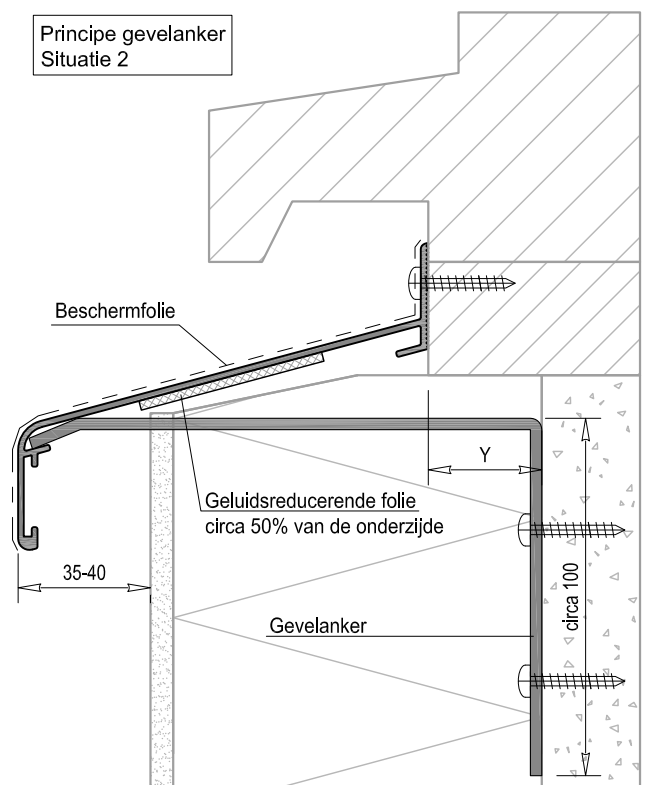 Principe gevelanker
Situatie 2
Beschermfolie
Y
Geluidsreducerende folie
circa 50% van de onderzijde
35-40
circa 100
Gevelanker